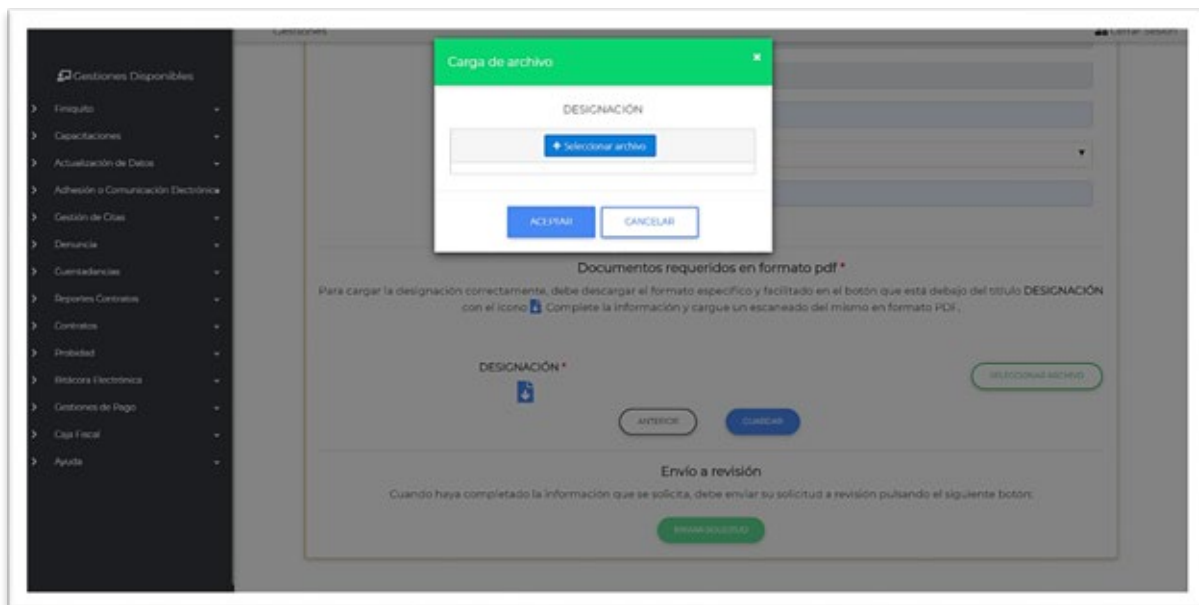 Gestiones
Cerrar Sesión
Gestiones Disponibles
Finiquito
Capacitaciones
Actualización de Datos
Adhesión a Comunicación Electrónica
Gestión de Citas
Denuncia
Cuentadancias
Reportes Contratos
Contratos
Probidad
Bitácora Electrónica
Gestiones de Pago
Caja Fiscal
Ayuda
Carga de archivo
DESIGNACIÓN
Seleccionar archivo
ACEPTAR
CANCELAR
Documentos requeridos en formato pdf *
Para cargar la designación correctamente, debe descargar el formato específico y facilitado en el botón que está debajo del título DESIGNACIÓN
con el icono Complete la información y cargue un escaneado del mismo en formato PDF.
DESIGNACIÓN *
SELECCIONAR ARCHIVO
ANTERIOR
GUARDAR
Envío a revisión
Cuando haya completado la información que se solicita, debe enviar su solicitud a revisión pulsando el siguiente botón:
ENVIAR SOLICITUD